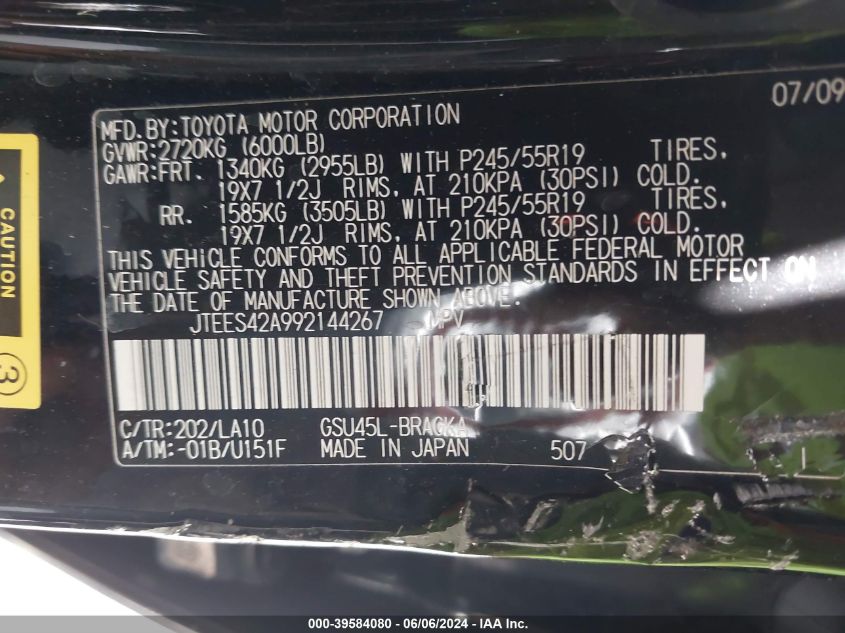 07/09
MFD.BY:TOYOTA MOTOR CORPORATION
GVWR:2720KG (6000LB)
GAWR:FRT. 1340KG (2955LB) WITH P245/55R19 TIRES,
19X7 1/2J RIMS, AT 210KPA (30PSI) COLD.
RR. 1585KG (3505LB) WITH P245/55R19 TIRES,
19X7 1/2J RIMS, AT 210KPA (30PSI) COLD.
THIS VEHICLE CONFORMS TO ALL APPLICABLE FEDERAL MOTOR
VEHICLE SAFETY AND THEFT PREVENTION STANDARDS IN EFFECT ON
THE DATE OF MANUFACTURE SHOWN ABOVE.
JTEES42A992144267 MPV
C/TR:202/LA10 GSU45L-BRAGKA
A/TM:-01B/U151F MADE IN JAPAN 507
CAUTION
3
000-39584080 - 06/06/2024 - IAAI Inc.